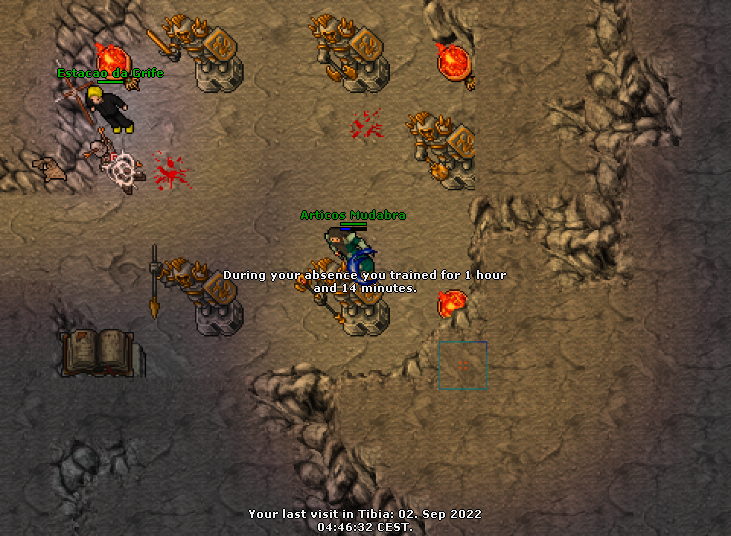 Estacao da Grife
Articos Mudabra
During your absence you trained for 1 hour
and 14 minutes.
Your last visit in Tibia: 02. Sep 2022
04:46:32 CEST.